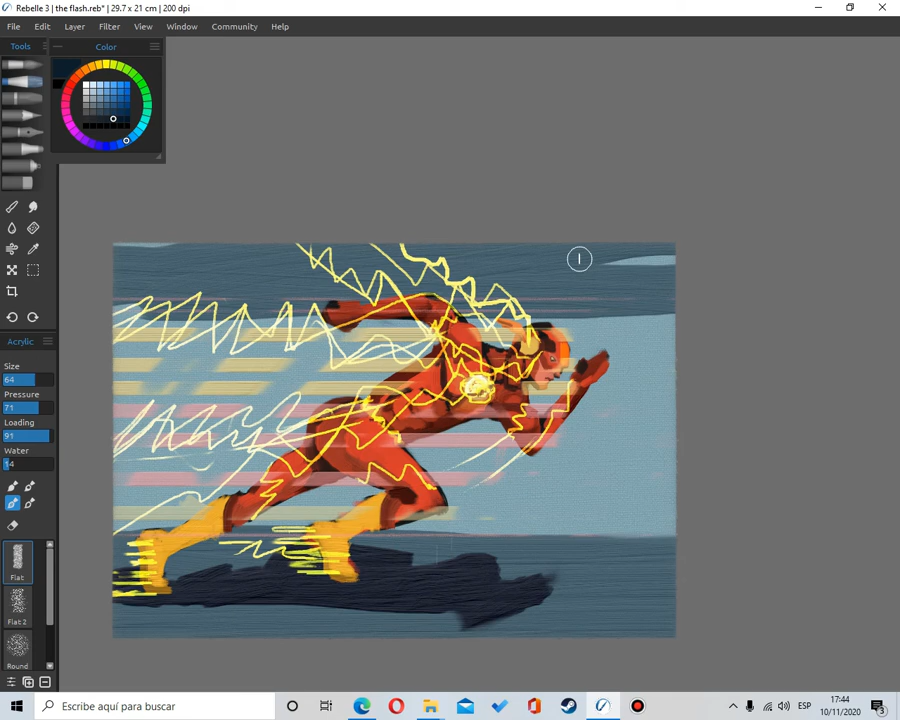 Rebelle 3 | the flash.reb* | 29.7 x 21 cm | 200 dpi
File Edit Layer Filter View Window Community Help
Tools
Color
Acrylic
Size
64
Pressure
71
Loading
91
Water
14
Flat
Flat 2
Round
Escribe aquí para buscar
ESP
17:44
10/11/2020
3